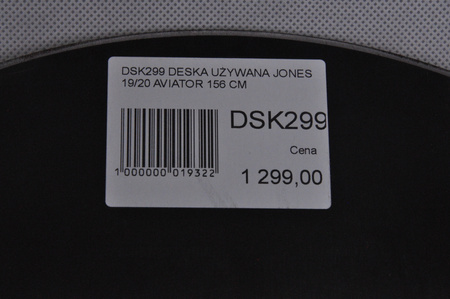 DSK299 DESKA UŻYWANA JONES
19/20 AVIATOR 156 CM
DSK299
Cena
1 000000 019322
1 299,00